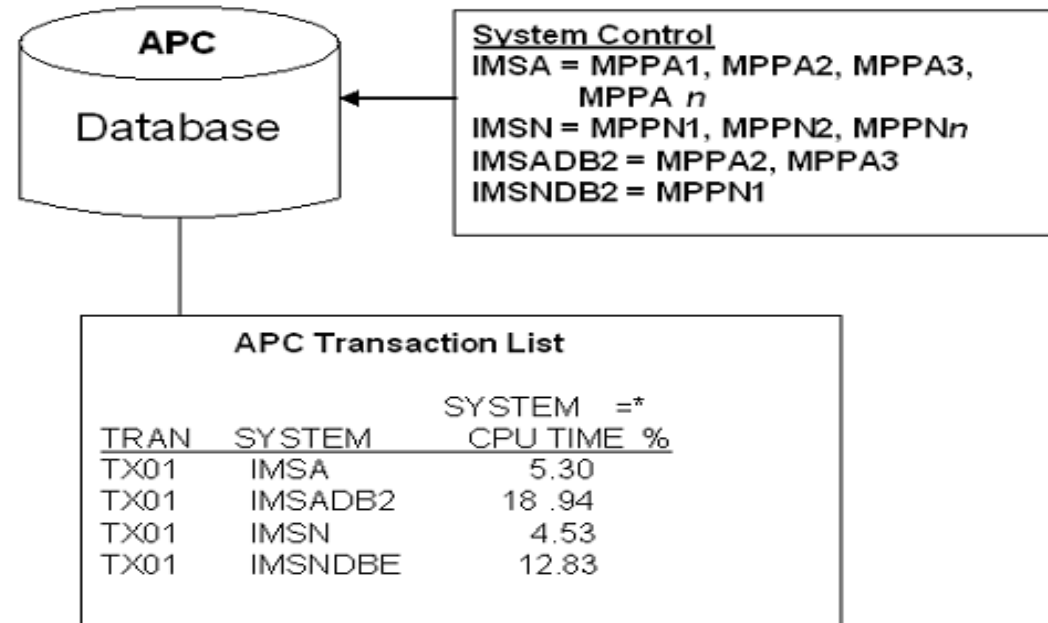 APC
Database
System Control
IMSA = MPPA1, MPPA2, MPPA3,
MPPA n
IMSN = MPPN1, MPPN2, MPPNn
IMSADB2 = MPPA2, MPPA3
IMSNDB2 = MPPN1
APC Transaction List
SYSTEM =*
TRAN SYSTEM CPU TIME %
TX01 IMSA 5.30
TX01 IMSADB2 18 .94
TX01 IMSN 4.53
TX01 IMSNDBE 12.83